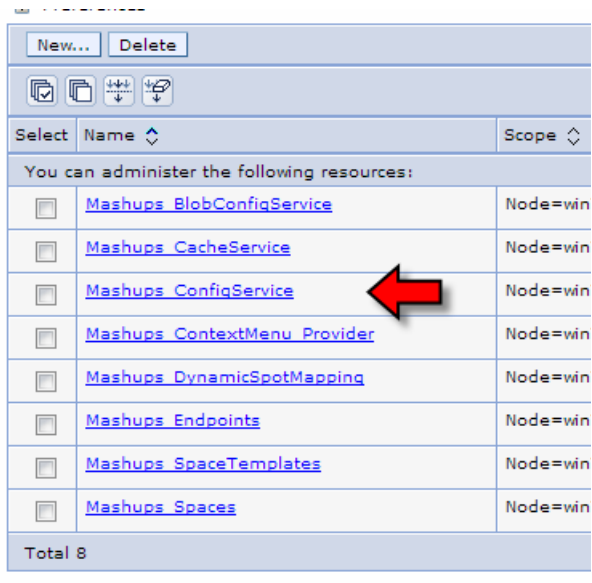 New... Delete
Select Name Scope
You can administer the following resources:
Mashups_BlobConfigService Node=win
Mashups_CacheService Node=win
Mashups_ConfigService Node=win
Mashups_ContextMenu_Provider Node=win
Mashups_DynamicSpotMapping Node=win
Mashups_Endpoints Node=win
Mashups_SpaceTemplates Node=win
Mashups_Spaces Node=win
Total 8